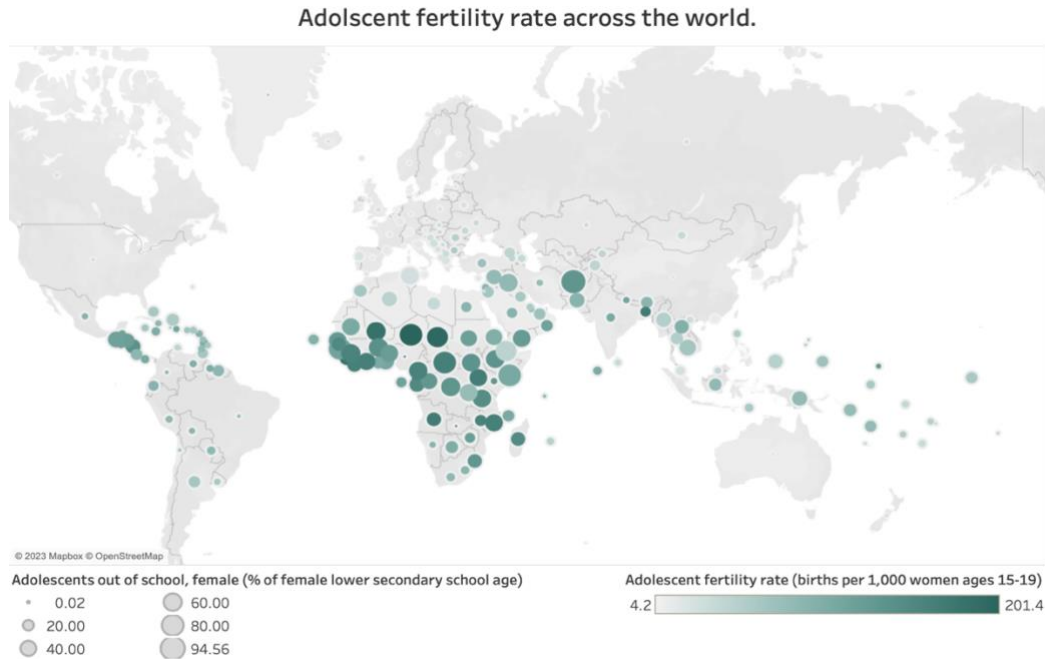 Adolscent fertility rate across the world.
© 2023 Mapbox © OpenStreetMap
Adolescents out of school, female (% of female lower secondary school age)
0.02
20.00
40.00
60.00
80.00
94.56
Adolescent fertility rate (births per 1,000 women ages 15-19)
4.2
201.4